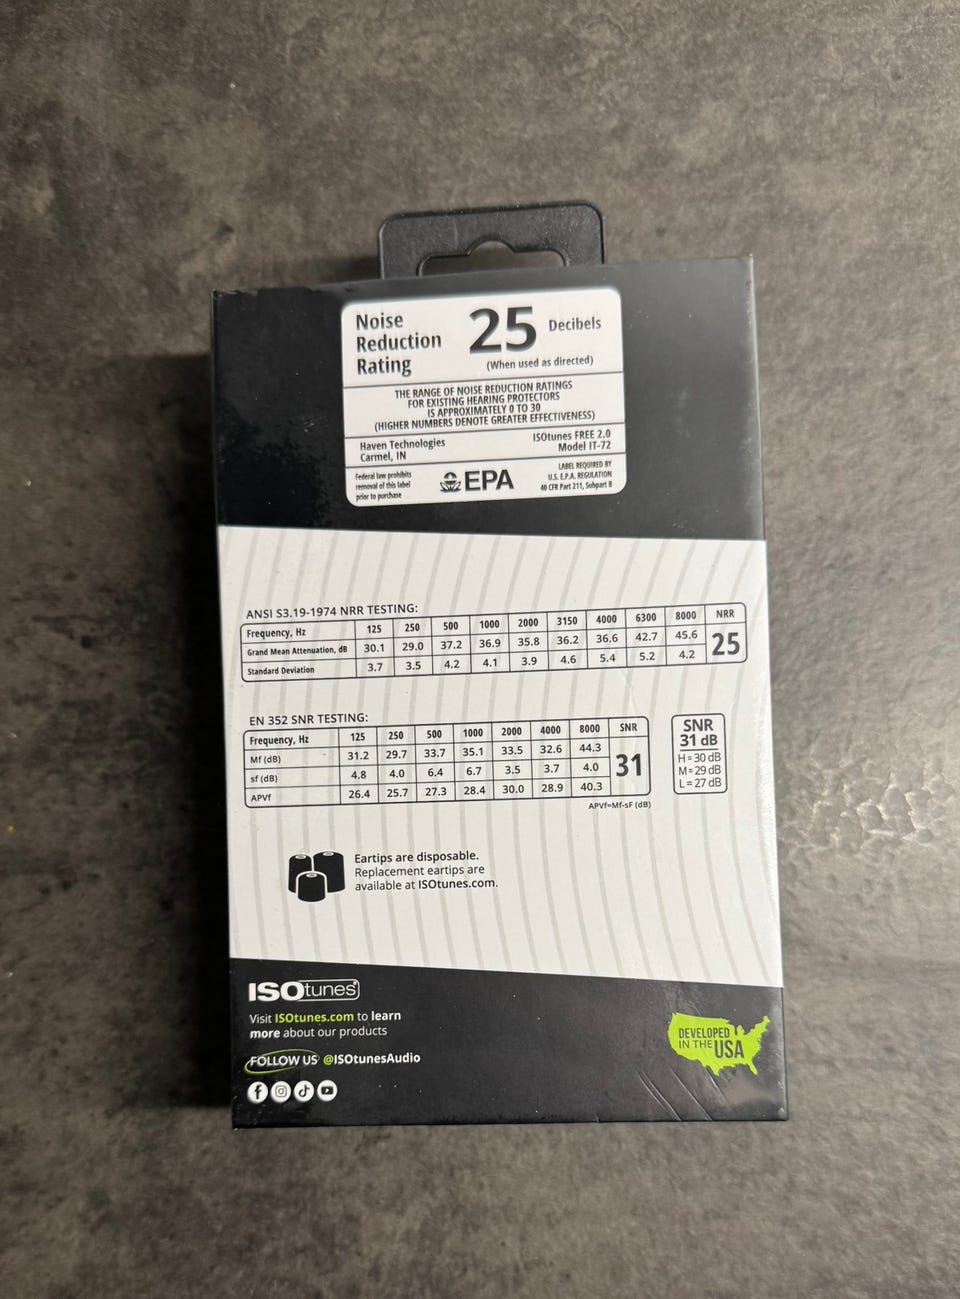 Noise
Reduction
Rating
25 Decibels
(When used as directed)
THE RANGE OF NOISE REDUCTION RATINGS
FOR EXISTING HEARING PROTECTORS
IS APPROXIMATELY 0 TO 30
(HIGHER NUMBERS DENOTE GREATER EFFECTIVENESS)
Haven Technologies
Carmel, IN
ISOtunes FREE 2.0
Model IT-72
Federal law prohibits
removal of this label
prior to purchase
EPA
LABEL REQUIRED BY
U.S. E.P.A. REGULATION
40 CFR Part 211, Subpart B
ANSI S3.19-1974 NRR TESTING:
Frequency, Hz 125 250 500 1000 2000 3150 4000 6300 8000 NRR
Grand Mean Attenuation, dB 30.1 29.0 37.2 36.9 35.8 36.2 36.6 42.7 45.6 25
Standard Deviation 3.7 3.5 4.2 4.1 3.9 4.6 5.4 5.2 4.2
EN 352 SNR TESTING:
Frequency, Hz 125 250 500 1000 2000 4000 8000 SNR
Mf (dB) 31.2 29.7 33.7 35.1 33.5 32.6 44.3 31
sf (dB) 4.8 4.0 6.4 6.7 3.5 3.7 4.0
APVf 26.4 25.7 27.3 28.4 30.0 28.9 40.3
APVf=Mf-sF (dB)
SNR
31 dB
H=30 dB
M=29 dB
L=27 dB
Eartips are disposable.
Replacement eartips are
available at ISOtunes.com.
ISOtunes
Visit ISOtunes.com to learn
more about our products
FOLLOW US @ISOtunesAudio
DEVELOPED
IN THE USA